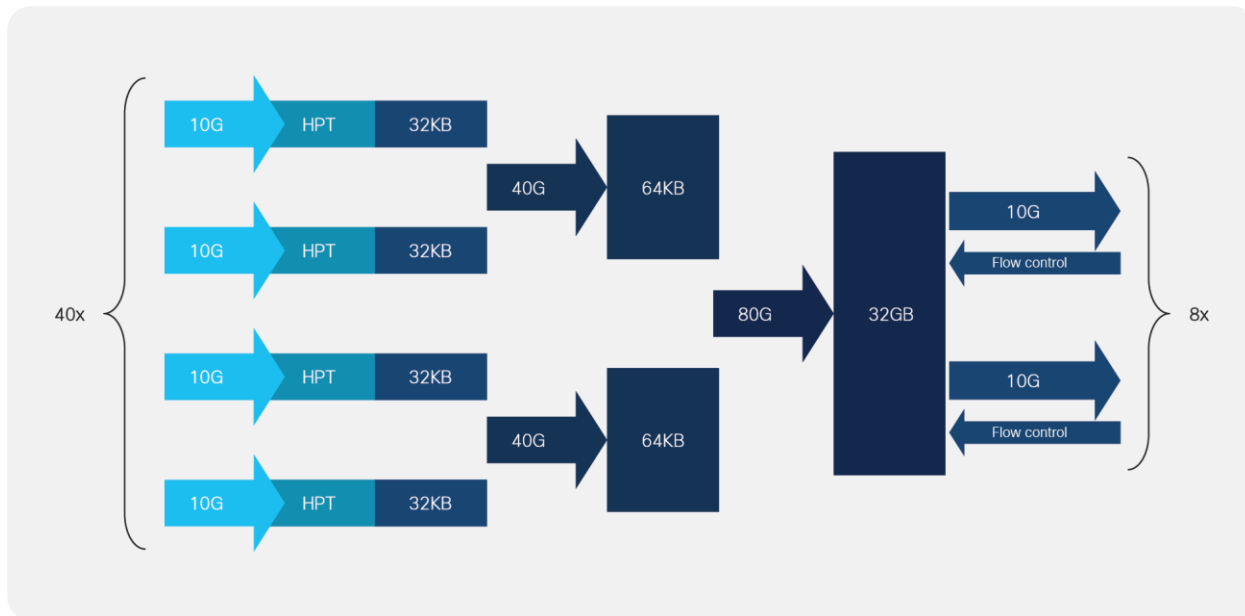 10G HPT 32KB
40G 64KB
10G
10G HPT 32KB
Flow control
40x
80G 32GB
8x
10G HPT 32KB
10G
40G 64KB
Flow control
10G HPT 32KB